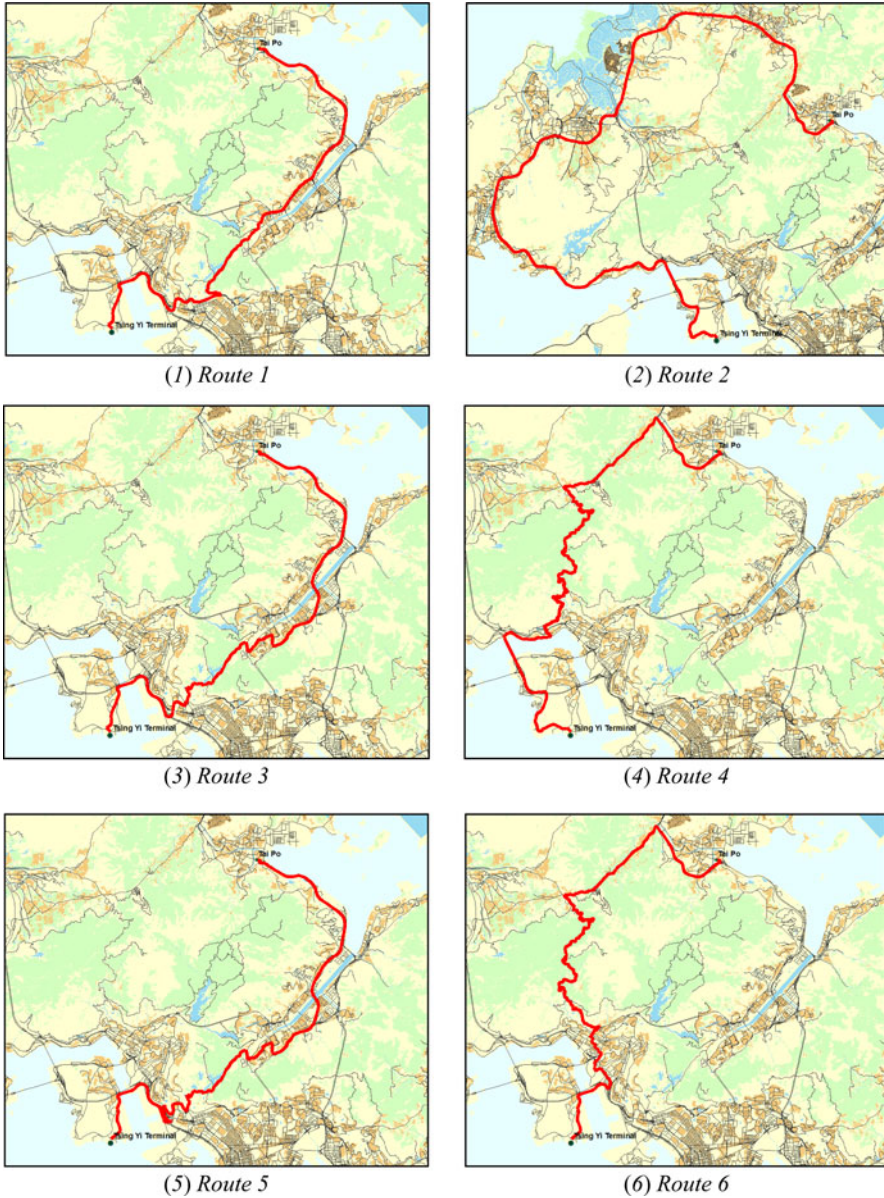 Tai Po
Tsing Yi Terminal
(1) Route 1
Tai Po
Tsing Yi Terminal
(2) Route 2
Tai Po
Tsing Yi Terminal
(3) Route 3
Tai Po
Tsing Yi Terminal
(4) Route 4
Tai Po
Tsing Yi Terminal
(5) Route 5
Tai Po
Tsing Yi Terminal
(6) Route 6